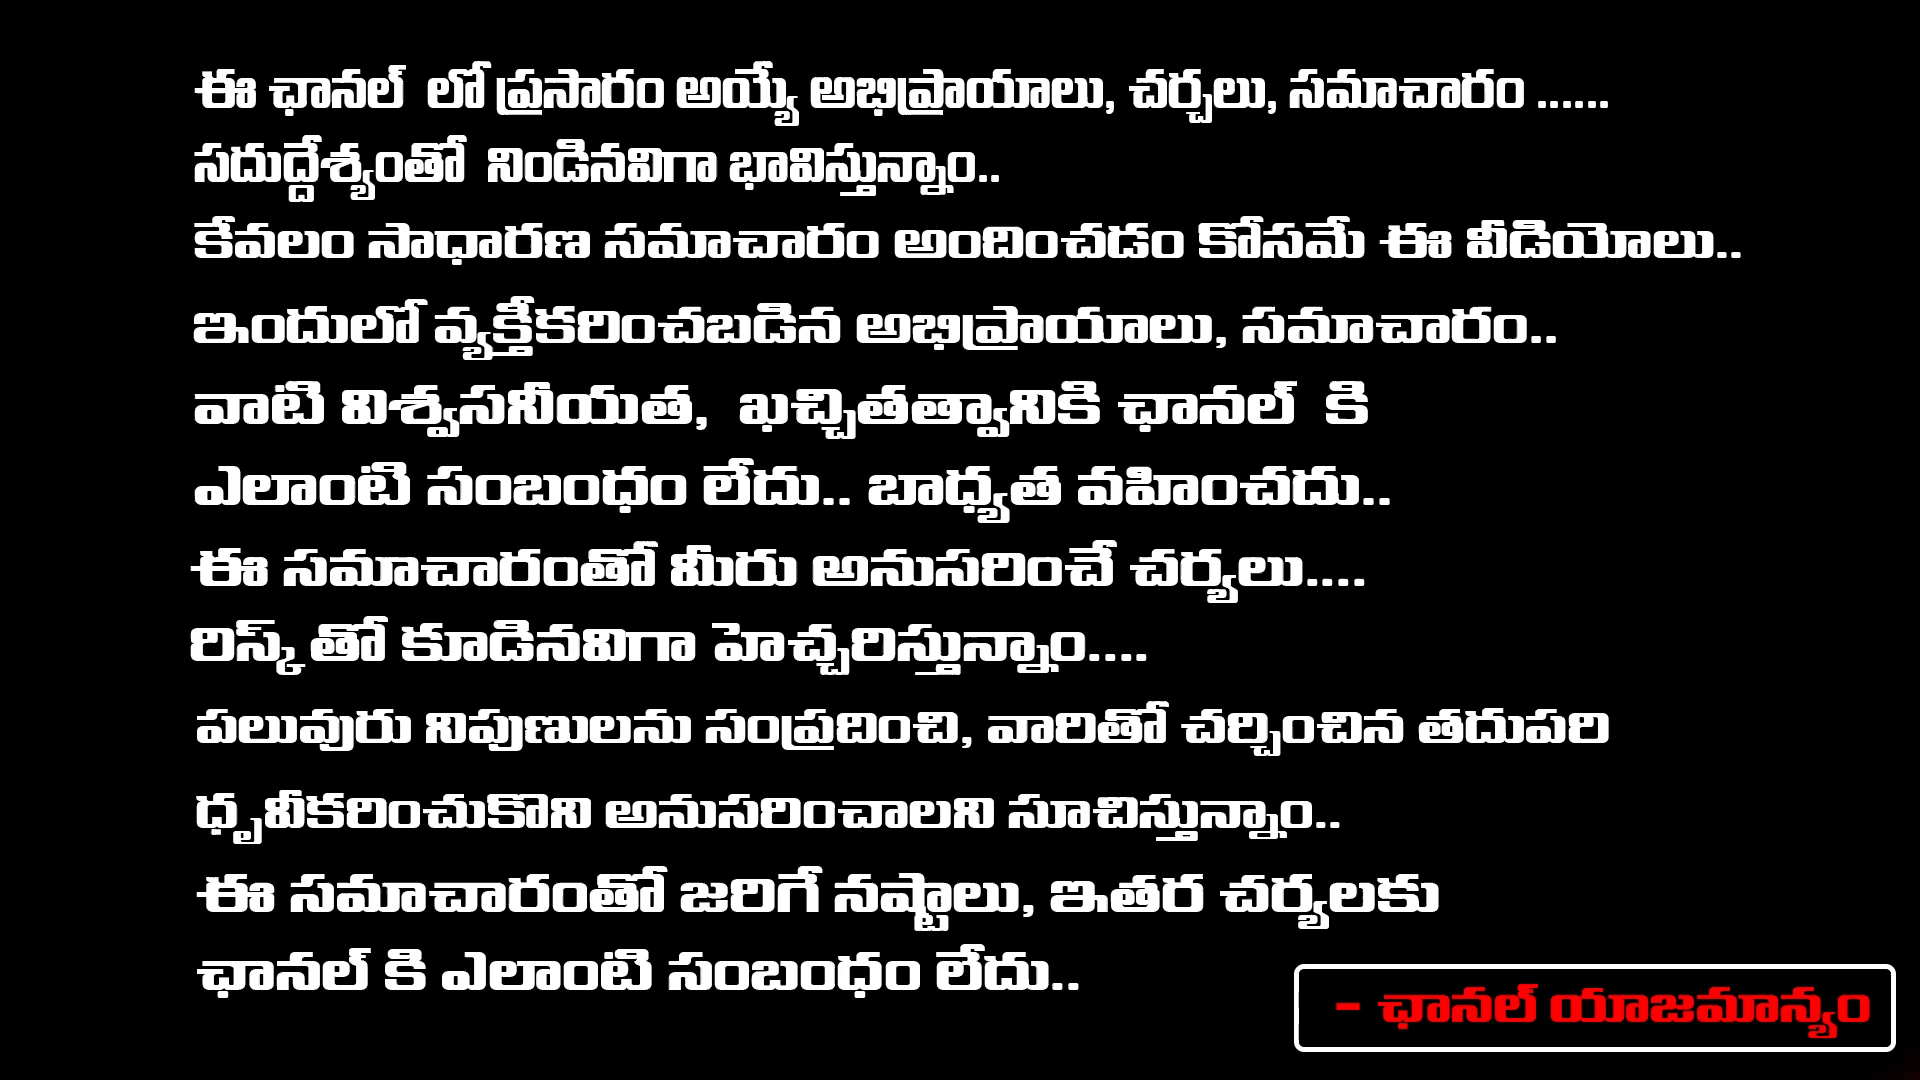 ఈ ఛానల్ లో ప్రసారం అయ్యే అభిప్రాయాలు, చర్చలు, సమాచారం ......
సదుద్దేశ్యంతో నిండినవిగా భావిస్తున్నాం..
కేవలం సాధారణ సమాచారం అందించడం కోసమే ఈ వీడియోలు..
ఇందులో వ్యక్తీకరించబడిన అభిప్రాయాలు, సమాచారం..
వాటి విశ్వసనీయత, ఖచ్చితత్వానికి ఛానల్ కి
ఎలాంటి సంబంధం లేదు.. బాధ్యత వహించదు..
ఈ సమాచారంతో మీరు అనుసరించే చర్యలు....
రిస్క్ తో కూడినవిగా హెచ్చరిస్తున్నాం....
పలువురు నిపుణులను సంప్రదించి, వారితో చర్చించిన తదుపరి
ధృవీకరించుకొని అనుసరించాలని సూచిస్తున్నాం..
ఈ సమాచారంతో జరిగే నష్టాలు, ఇతర చర్యలకు
ఛానల్ కి ఎలాంటి సంబంధం లేదు..
- ఛానల్ యాజమాన్యం